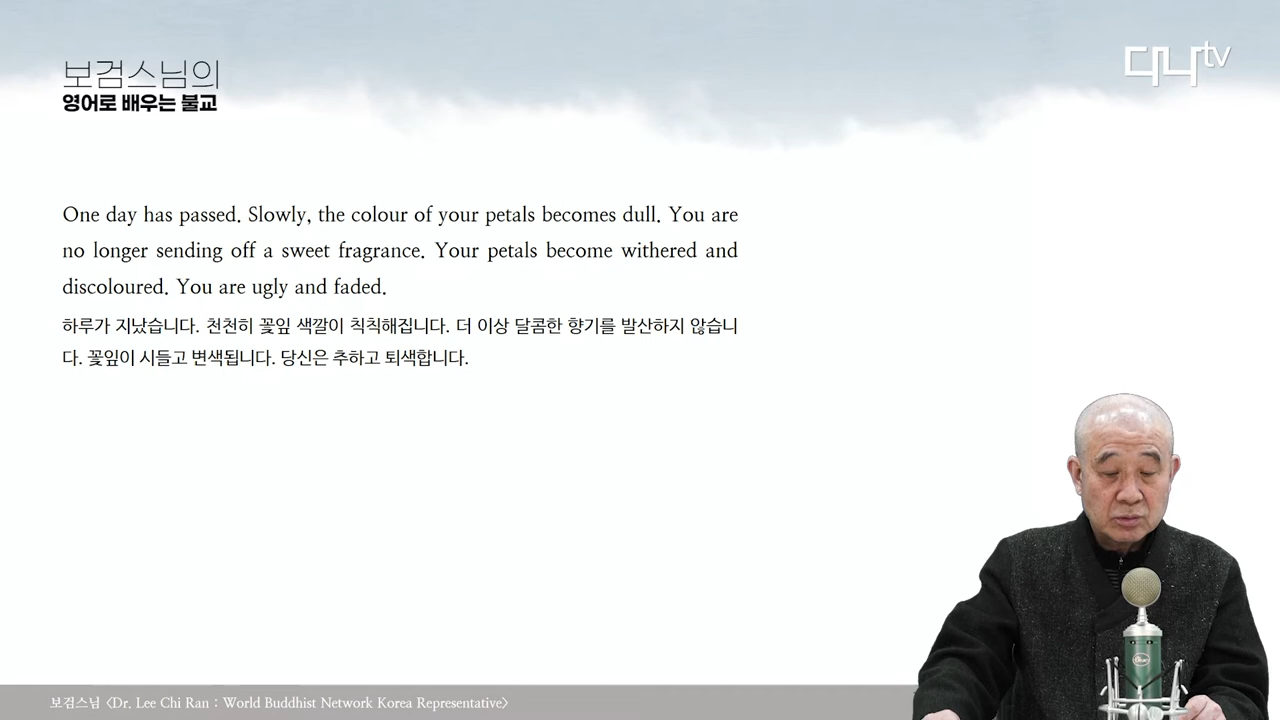 보검스님의
영어로 배우는 불교
디나tv
One day has passed. Slowly, the colour of your petals becomes dull. You are
no longer sending off a sweet fragrance. Your petals become withered and
discoloured. You are ugly and faded.
하루가 지났습니다. 천천히 꽃잎 색깔이 칙칙해집니다. 더 이상 달콤한 향기를 발산하지 않습니
다. 꽃잎이 시들고 변색됩니다. 당신은 추하고 퇴색합니다.
Blue
보검스님 <Dr. Lee Chi Ran : World Buddhist Network Korea Representative>